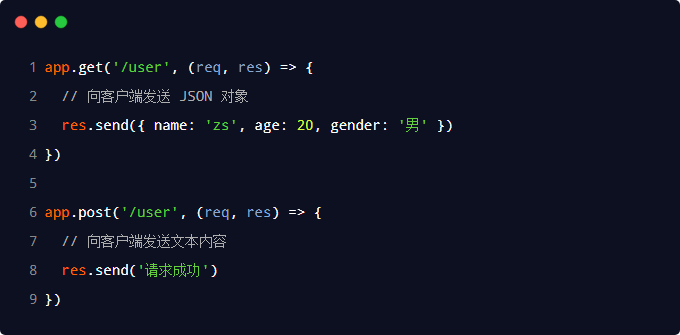 1 app.get('/user', (req, res) => {
2 // 向客户端发送 JSON 对象
3 res.send({ name: 'zs', age: 20, gender: '男' })
4 })
5
6 app.post('/user', (req, res) => {
7 // 向客户端发送文本内容
8 res.send('请求成功')
9 })